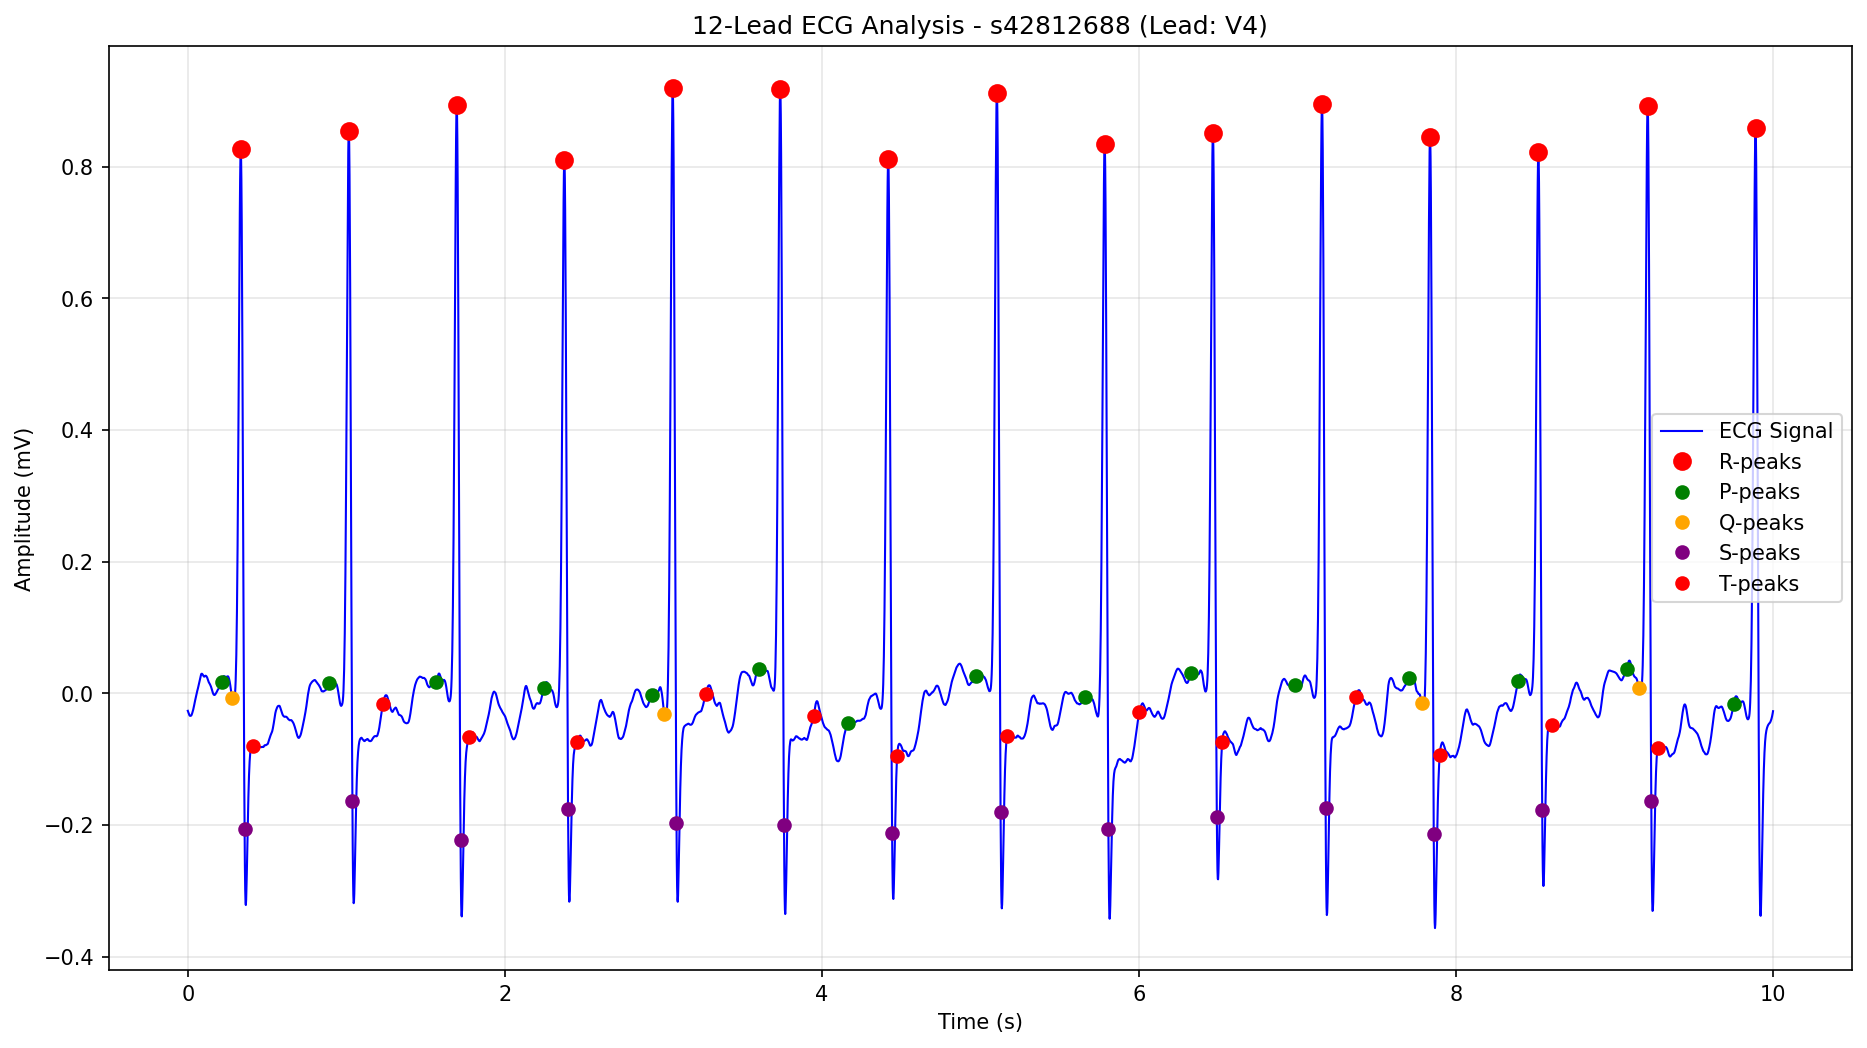 12-Lead ECG Analysis - s42812688 (Lead: V4)
Amplitude (mV)
0.8
0.6
0.4
0.2
0.0
−0.2
−0.4
ECG Signal
R-peaks
P-peaks
Q-peaks
S-peaks
T-peaks
0 2 4 6 8 10
Time (s)